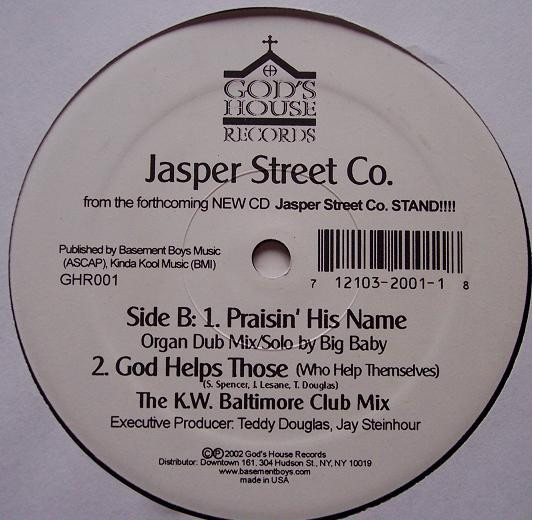 GOD'S
HOUSE
RECORDS
Jasper Street Co.
from the forthcoming NEW CD Jasper Street Co. STAND!!!!
Published by Basement Boys Music
(ASCAP), Kinda Kool Music (BMI)
GHR001
7 12103-2001-1 8
Side B: 1. Praisin' His Name
Organ Dub Mix/Solo by Big Baby
2. God Helps Those (Who Help Themselves)
(S. Spencer, J. Lesane, T. Douglas)
The K.W. Baltimore Club Mix
Executive Producer: Teddy Douglas, Jay Steinhour
©℗2002 God's House Records
Distributor: Downtown 161, 304 Hudson St., NY, NY 10019
www.basementboys.com
made in USA